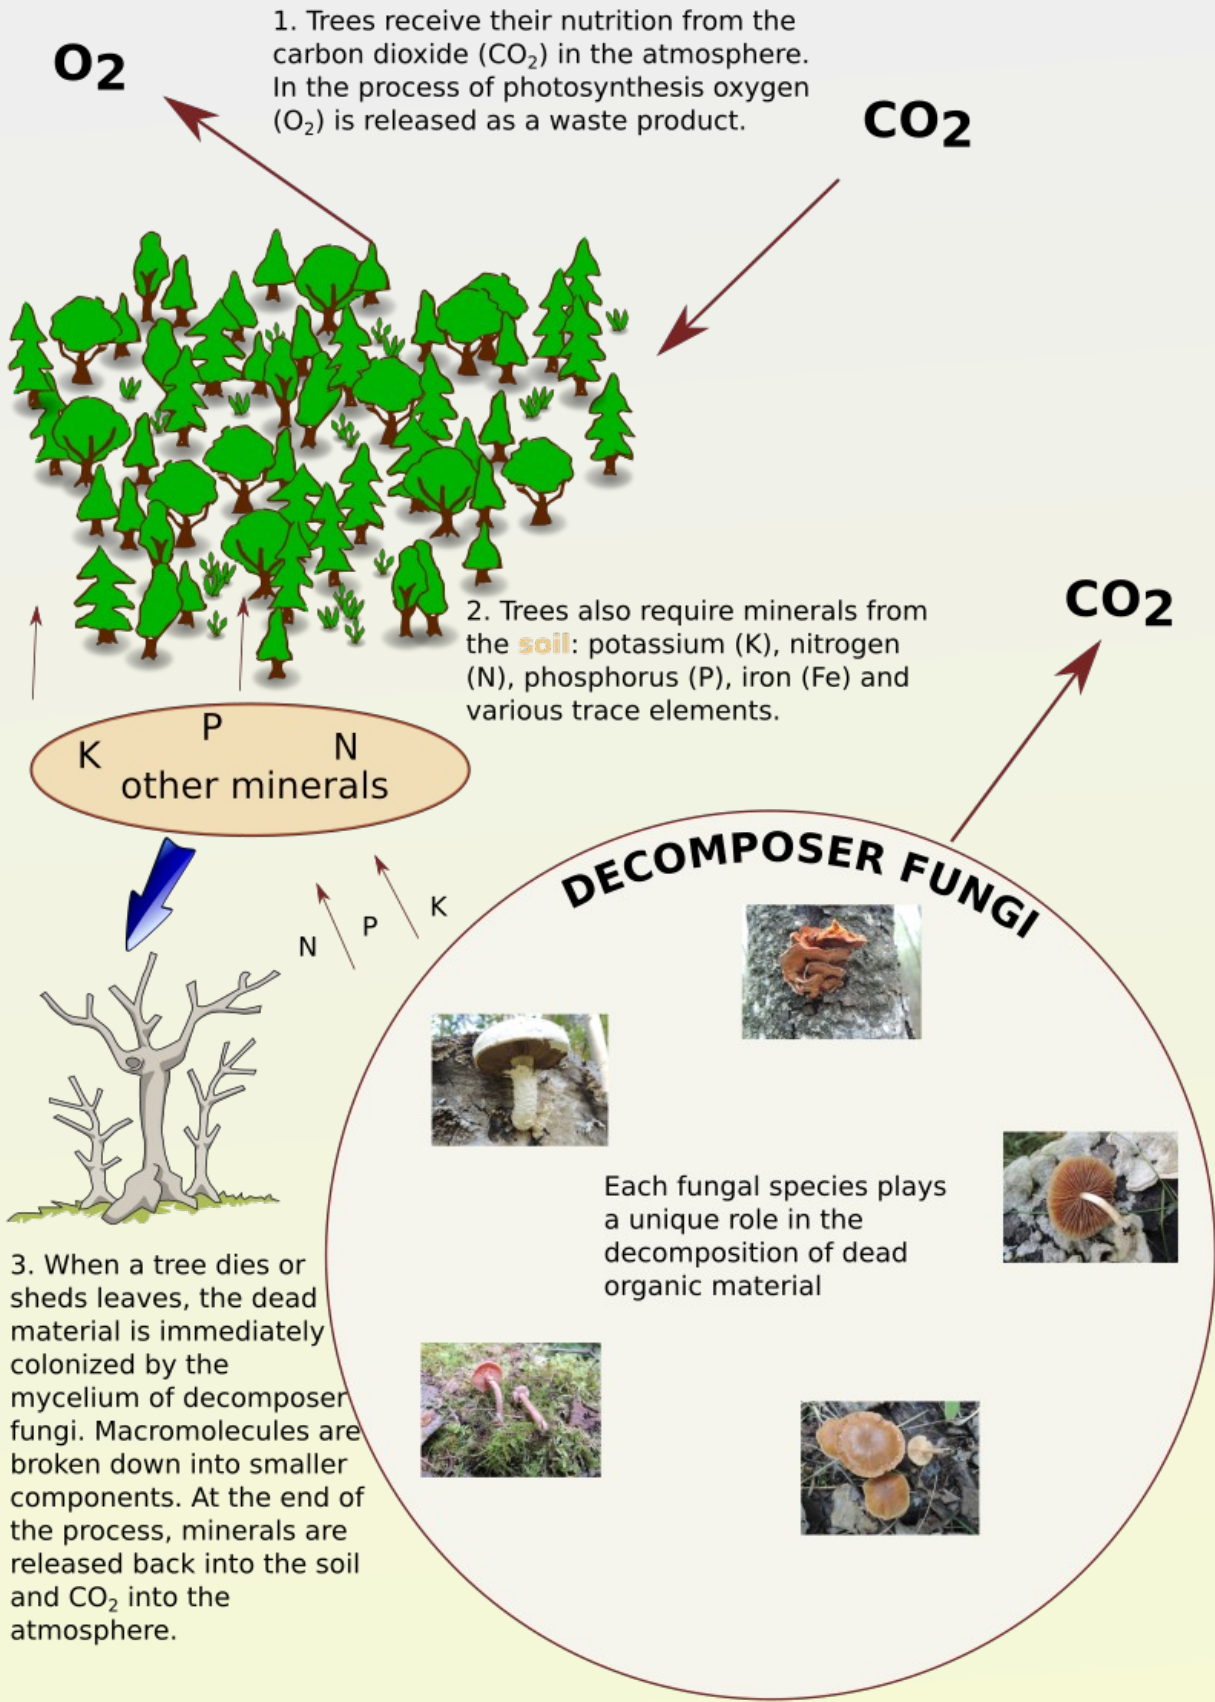 O₂
1. Trees receive their nutrition from the
carbon dioxide (CO₂) in the atmosphere.
In the process of photosynthesis oxygen
(O₂) is released as a waste product.
CO₂
2. Trees also require minerals from
the soil: potassium (K), nitrogen
(N), phosphorus (P), iron (Fe) and
various trace elements.
CO₂
K P N
other minerals
N P K
DECOMPOSER FUNGI
Each fungal species plays
a unique role in the
decomposition of dead
organic material
3. When a tree dies or
sheds leaves, the dead
material is immediately
colonized by the
mycelium of decomposer
fungi. Macromolecules are
broken down into smaller
components. At the end of
the process, minerals are
released back into the soil
and CO₂ into the
atmosphere.